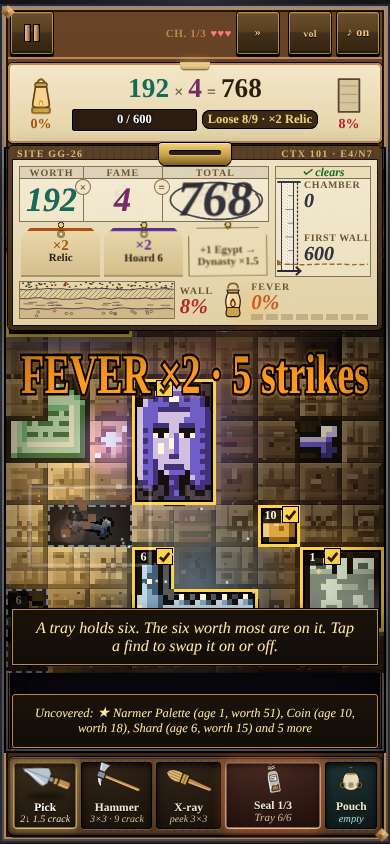 CH. 1/3 ♥♥♥ » vol ♪ on
192 × 4 = 768
0% 0 / 600 Loose 8/9 · ×2 Relic 8%
SITE GG-26 CTX 101 · E4/N7
WORTH FAME TOTAL ✓ clears
192 × 4 = 768
CHAMBER
0
FIRST WALL
600
×2
Relic
×2
Hoard 6
+1 Egypt →
Dynasty ×1.5
WALL
8%
FEVER
0%
FEVER ×2 · 5 strikes
10
6 1
6
A tray holds six. The six worth most are on it. Tap
a find to swap it on or off.
Uncovered: ★ Narmer Palette (age 1, worth 51), Coin (age 10,
worth 18), Shard (age 6, worth 15) and 5 more
Pick Hammer X-ray Seal 1/3 Pouch
2↓ 1.5 crack 3×3 · 9 crack peek 3×3 Tray 6/6 empty